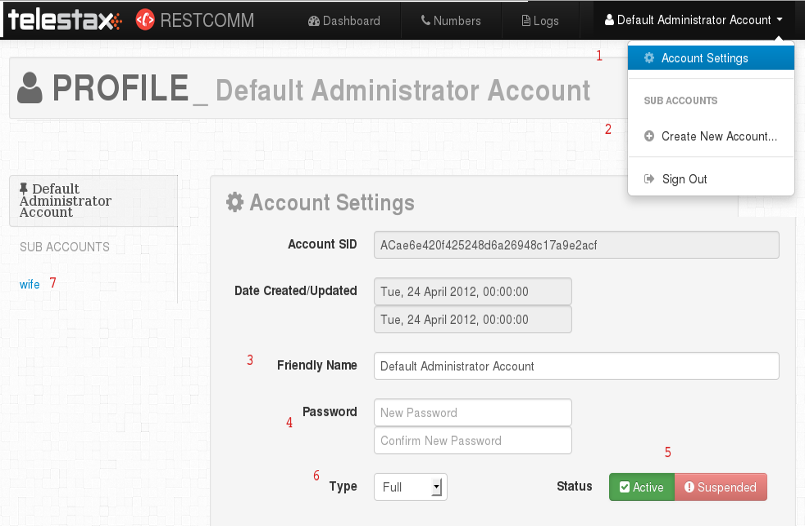 telestax RESTCOMM Dashboard Numbers Logs Default Administrator Account
1 Account Settings
PROFILE_ Default Administrator Account
SUB ACCOUNTS
2 Create New Account...
Sign Out
Default
Administrator
Account
SUB ACCOUNTS
wife 7
Account Settings
Account SID ACae6e420f425248d6a26948c17a9e2acf
Date Created/Updated Tue, 24 April 2012, 00:00:00
Tue, 24 April 2012, 00:00:00
3 Friendly Name Default Administrator Account
4 Password New Password
Confirm New Password
5
6 Type Full Status Active Suspended